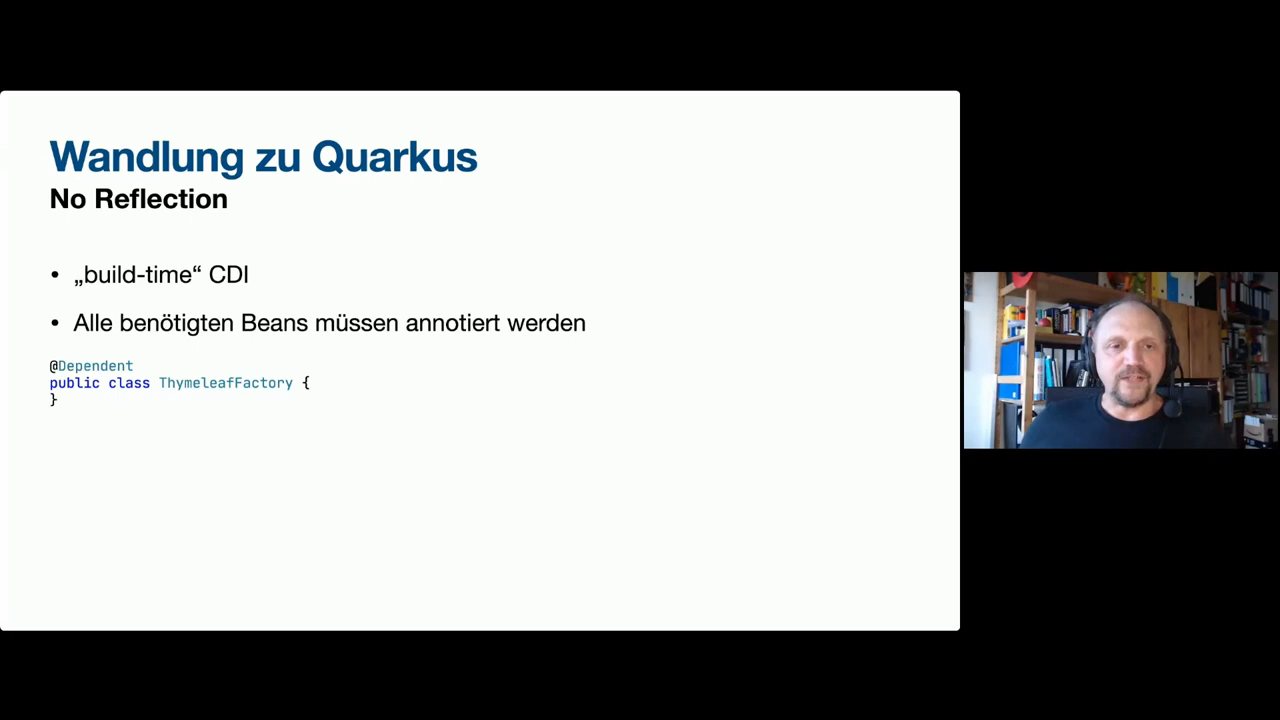 Wandlung zu Quarkus
No Reflection
• „build-time“ CDI
• Alle benötigten Beans müssen annotiert werden
@Dependent
public class ThymeleafFactory {
}